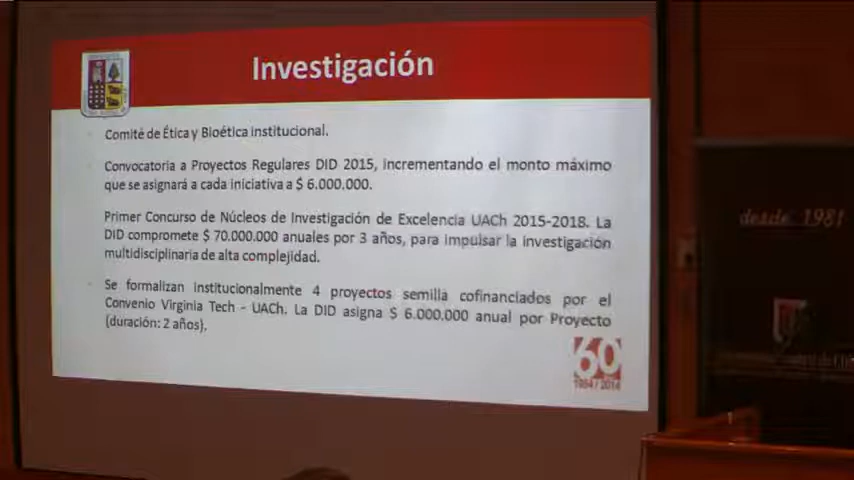 Investigación
Comité de Ética y Bioética institucional.
Convocatoria a Proyectos Regulares DID 2015, incrementando el monto máximo
que se asignará a cada iniciativa a $ 6.000.000.
Primer Concurso de Núcleos de Investigación de Excelencia UACh 2015-2018. La
DID compromete $ 70.000.000 anuales por 3 años, para impulsar la investigación
multidisciplinaria de alta complejidad.
Se formalizan institucionalmente 4 proyectos semilla cofinanciados por el
Convenio Virginia Tech - UACh. La DID asigna $ 6.000.000 anual por Proyecto
(duración: 2 años).
60
1954 / 2014
desde 1981